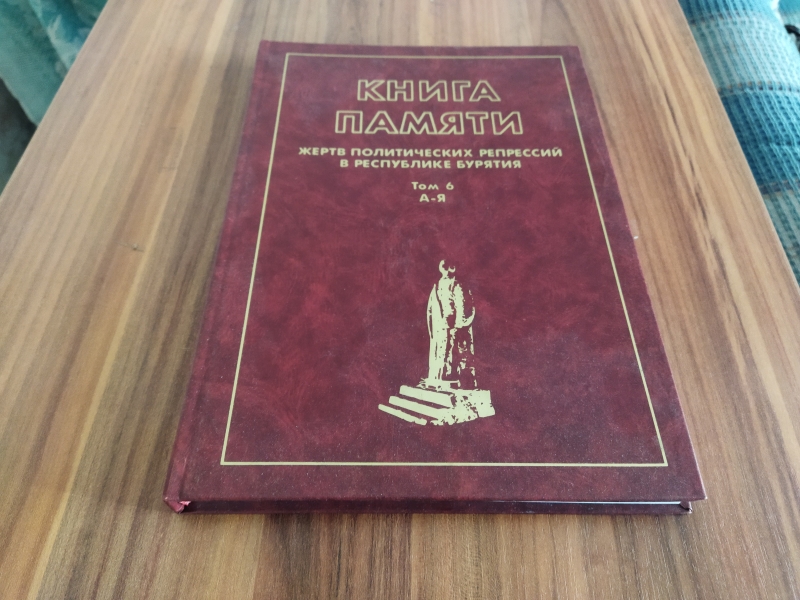 КНИГА
ПАМЯТИ
ЖЕРТВ ПОЛИТИЧЕСКИХ РЕПРЕССИЙ
В РЕСПУБЛИКЕ БУРЯТИЯ
Том 6
А-Я